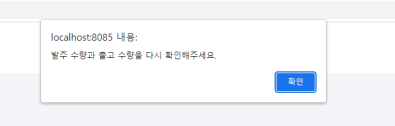 localhost:8085 내용:
발주 수량과 출고 수량을 다시 확인해주세요.
확인